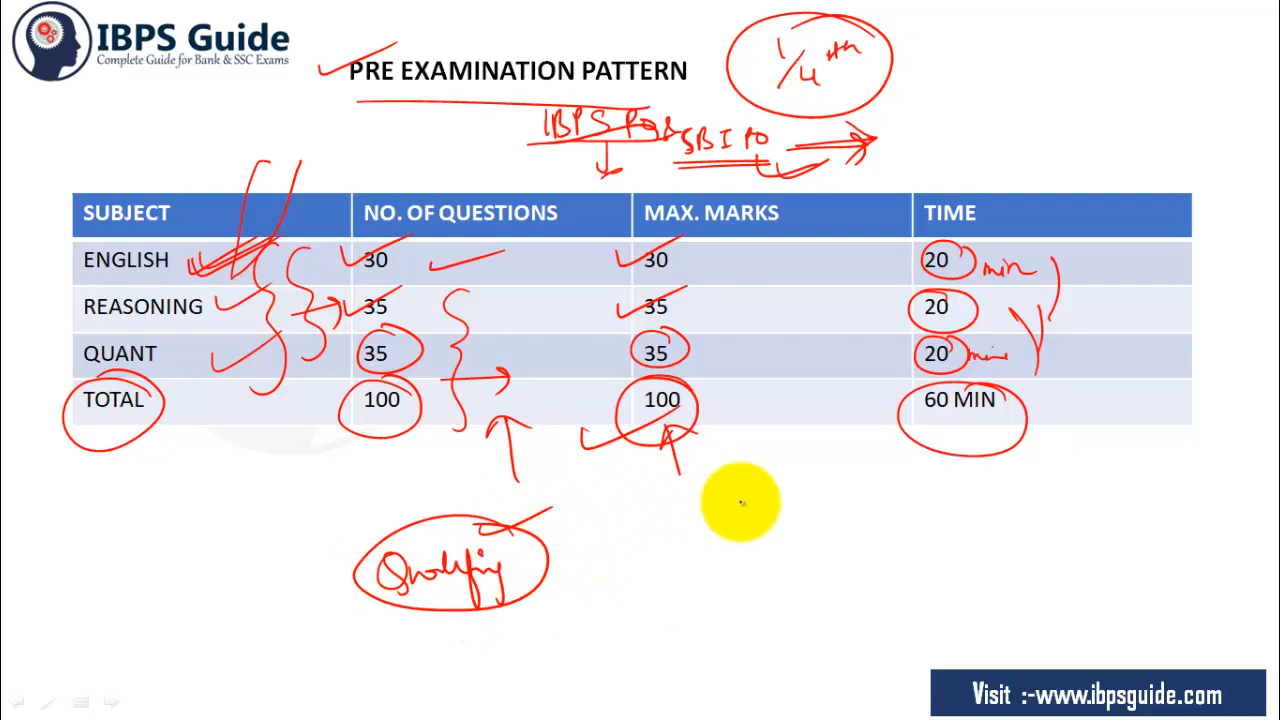 IBPS Guide
Complete Guide for Bank & SSC Exams
PRE EXAMINATION PATTERN
1/4th
IBPS PO & SBI PO
SUBJECT NO. OF QUESTIONS MAX. MARKS TIME
ENGLISH 30 30 20 min
REASONING 35 35 20
QUANT 35 35 20 min
TOTAL 100 100 60 MIN
Qualifying
Visit :-www.ibpsguide.com